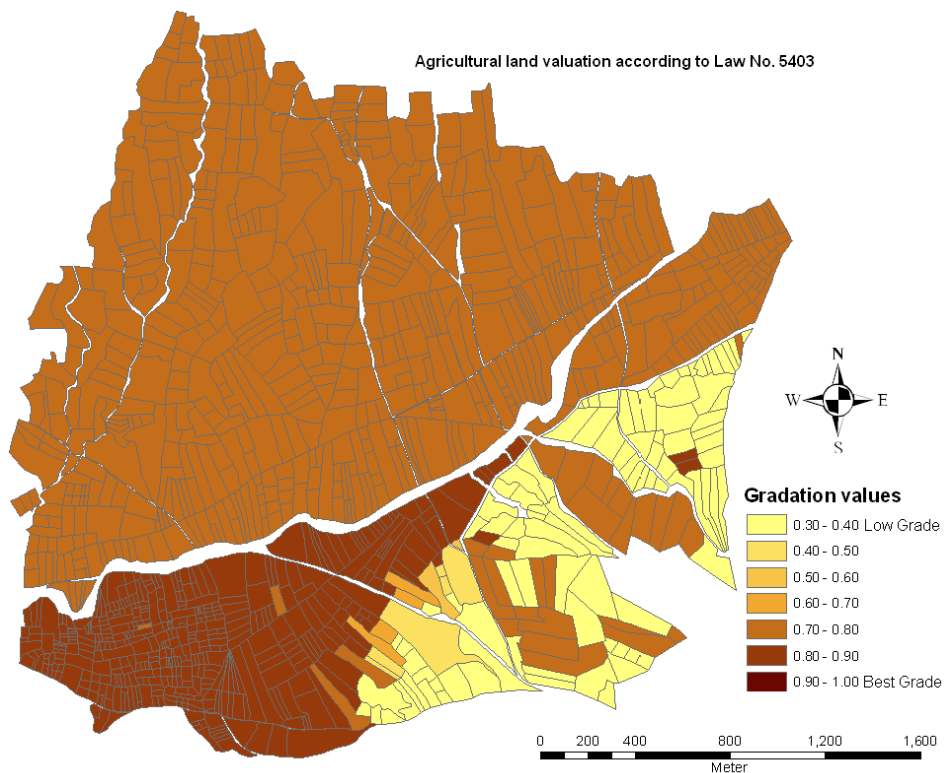 Agricultural land valuation according to Law No. 5403
N
W E
S
Gradation values
0.30 - 0.40 Low Grade
0.40 - 0.50
0.50 - 0.60
0.60 - 0.70
0.70 - 0.80
0.80 - 0.90
0.90 - 1.00 Best Grade
0 200 400 800 1,200 1,600
Meter